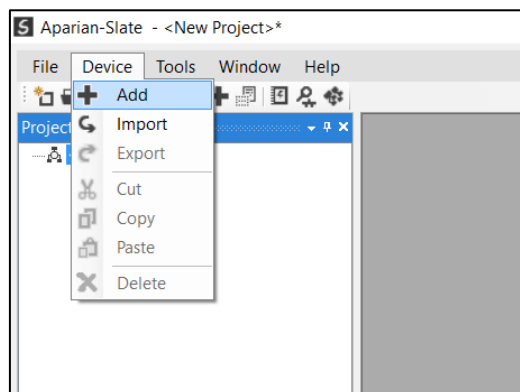 Aparian-Slate - <New Project>*
File Device Tools Window Help
Add
Project
Import
Export
Cut
Copy
Paste
Delete